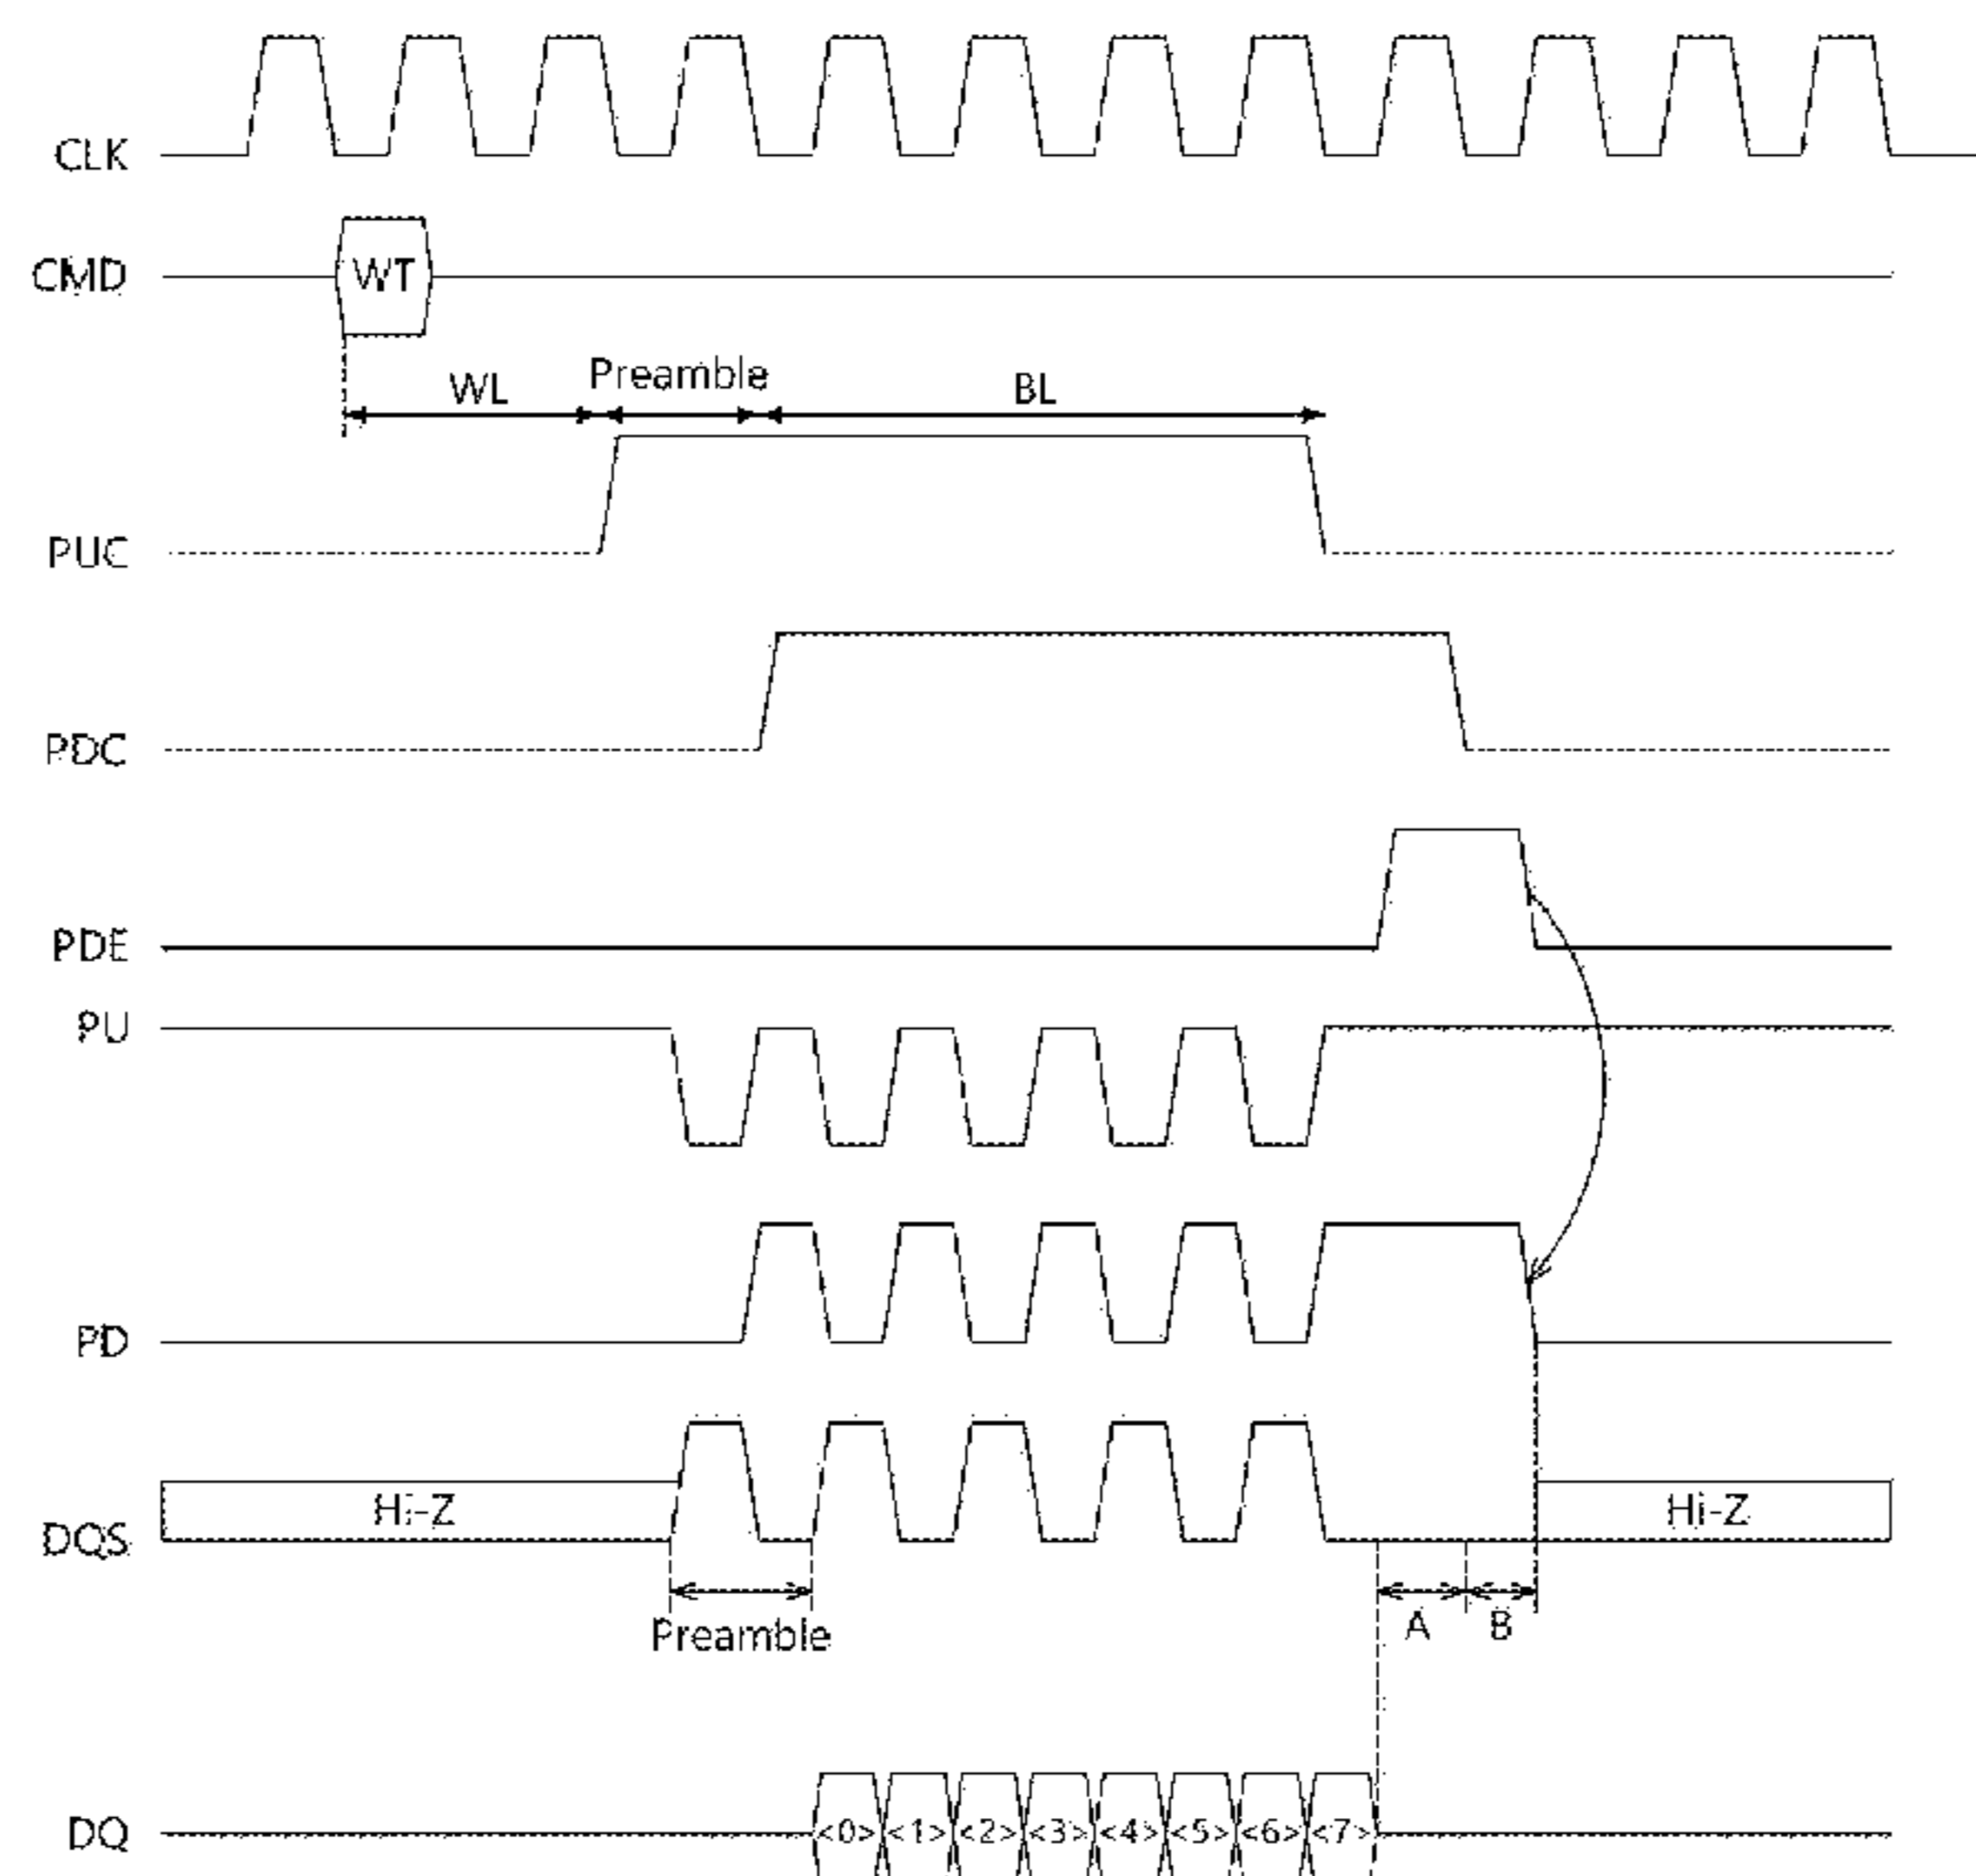 CLK
CMD
WT
WL
Preamble
BL
PUC
PDC
PDE
PU
PD
DQS
Hi-Z
Hi-Z
Preamble
A
B
DQ
<0>
<1>
<2>
<3>
<4>
<5>
<6>
<7>